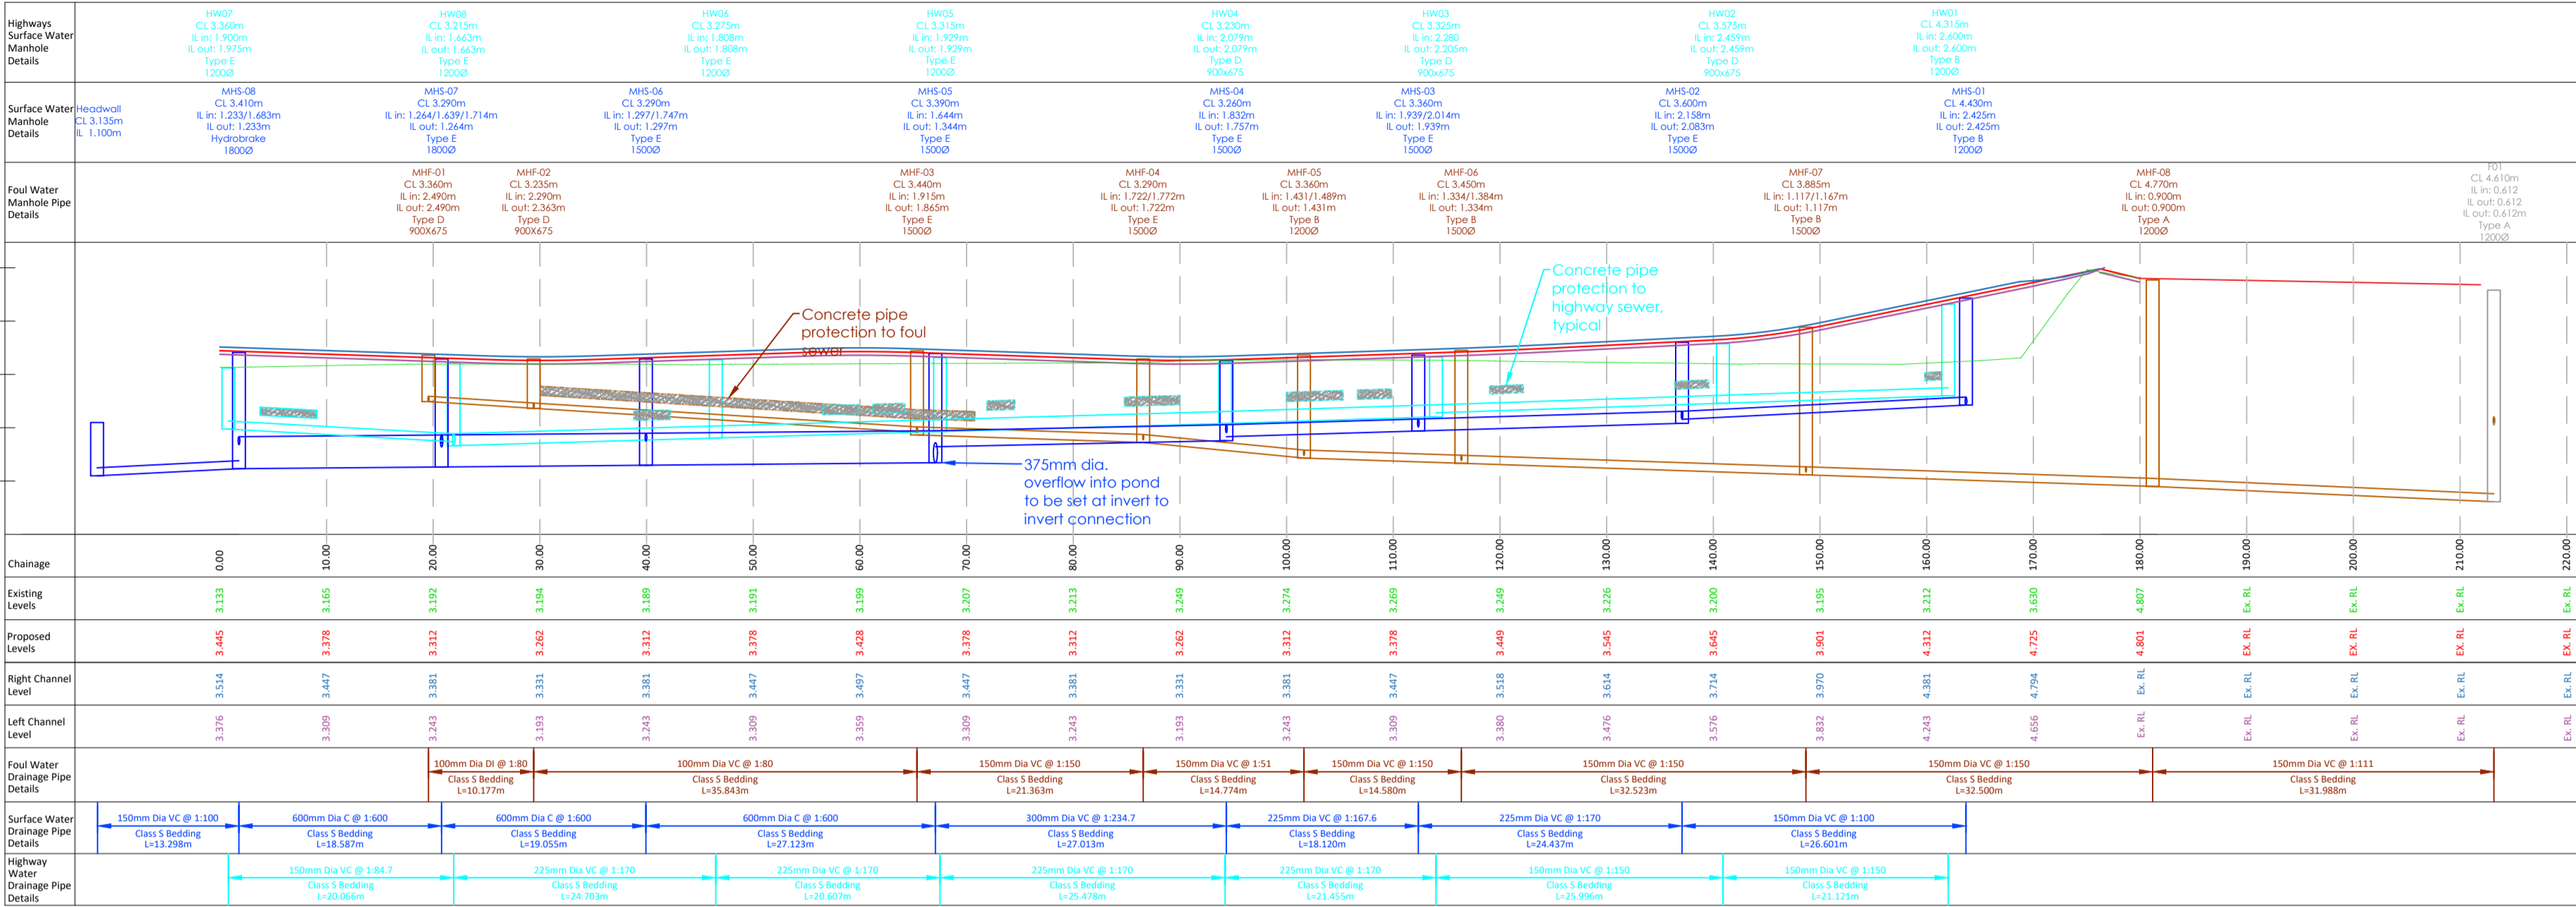 Highways
Surface Water
Manhole
Details
HW07
CL 3.360m
IL in: 1.900m
IL out: 1.975m
Type E
1200Ø
HW08
CL 3.215m
IL in: 1.663m
IL out: 1.663m
Type E
1200Ø
HW06
CL 3.275m
IL in: 1.808m
IL out: 1.808m
Type E
1200Ø
HW05
CL 3.315m
IL in: 1.929m
IL out: 1.929m
Type E
1200Ø
HW04
CL 3.230m
IL in: 2.079m
IL out: 2.079m
Type D
900x675
HW03
CL 3.325m
IL in: 2.280
IL out: 2.205m
Type D
900x675
HW02
CL 3.575m
IL in: 2.459m
IL out: 2.459m
Type D
900x675
HW01
CL 4.315m
IL in: 2.600m
IL out: 2.600m
Type B
1200Ø
Surface Water
Manhole
Details
Headwall
CL 3.135m
IL 1.100m
MHS-08
CL 3.410m
IL in: 1.233/1.683m
IL out: 1.233m
Hydrobrake
1800Ø
MHS-07
CL 3.290m
IL in: 1.264/1.639/1.714m
IL out: 1.264m
Type E
1800Ø
MHS-06
CL 3.290m
IL in: 1.297/1.747m
IL out: 1.297m
Type E
1500Ø
MHS-05
CL 3.390m
IL in: 1.644m
IL out: 1.344m
Type E
1500Ø
MHS-04
CL 3.260m
IL in: 1.832m
IL out: 1.757m
Type E
1500Ø
MHS-03
CL 3.360m
IL in: 1.939/2.014m
IL out: 1.939m
Type E
1500Ø
MHS-02
CL 3.600m
IL in: 2.158m
IL out: 2.083m
Type E
1500Ø
MHS-01
CL 4.430m
IL in: 2.425m
IL out: 2.425m
Type B
1200Ø
Foul Water
Manhole Pipe
Details
MHF-01
CL 3.360m
IL in: 2.490m
IL out: 2.490m
Type D
900X675
MHF-02
CL 3.235m
IL in: 2.290m
IL out: 2.363m
Type D
900X675
MHF-03
CL 3.440m
IL in: 1.915m
IL out: 1.865m
Type E
1500Ø
MHF-04
CL 3.290m
IL in: 1.722/1.772m
IL out: 1.722m
Type E
1500Ø
MHF-05
CL 3.360m
IL in: 1.431/1.489m
IL out: 1.431m
Type B
1200Ø
MHF-06
CL 3.450m
IL in: 1.334/1.384m
IL out: 1.334m
Type B
1500Ø
MHF-07
CL 3.885m
IL in: 1.117/1.167m
IL out: 1.117m
Type B
1500Ø
MHF-08
CL 4.770m
IL in: 0.900m
IL out: 0.900m
Type A
1200Ø
F01
CL 4.610m
IL in: 0.612
IL out: 0.612
IL out: 0.612m
Type A
1200Ø
Concrete pipe
protection to foul
sewer
Concrete pipe
protection to
highway sewer,
typical
375mm dia.
overflow into pond
to be set at invert to
invert connection
Chainage
0.00 10.00 20.00 30.00 40.00 50.00 60.00 70.00 80.00 90.00 100.00 110.00 120.00 130.00 140.00 150.00 160.00 170.00 180.00 190.00 200.00 210.00 220.00
Existing
Levels
3.133 3.165 3.192 3.194 3.189 3.191 3.199 3.207 3.213 3.249 3.274 3.269 3.249 3.226 3.200 3.195 3.212 3.630 4.807 Ex. RL Ex. RL Ex. RL Ex. RL
Proposed
Levels
3.445 3.378 3.312 3.262 3.312 3.378 3.428 3.378 3.312 3.262 3.312 3.378 3.449 3.545 3.645 3.901 4.312 4.725 4.801 Ex. RL Ex. RL Ex. RL Ex. RL
Right Channel
Level
3.514 3.447 3.381 3.331 3.381 3.447 3.497 3.447 3.381 3.331 3.381 3.447 3.518 3.614 3.714 3.970 4.381 4.794 Ex. RL Ex. RL Ex. RL Ex. RL Ex. RL
Left Channel
Level
3.376 3.309 3.243 3.193 3.243 3.309 3.359 3.309 3.243 3.193 3.243 3.309 3.380 3.476 3.576 3.832 4.243 4.656 Ex. RL Ex. RL Ex. RL Ex. RL Ex. RL
Foul Water
Drainage Pipe
Details
100mm Dia DI @ 1:80
Class S Bedding
L=10.177m
100mm Dia VC @ 1:80
Class S Bedding
L=35.843m
150mm Dia VC @ 1:150
Class S Bedding
L=21.363m
150mm Dia VC @ 1:51
Class S Bedding
L=14.774m
150mm Dia VC @ 1:150
Class S Bedding
L=14.580m
150mm Dia VC @ 1:150
Class S Bedding
L=32.523m
150mm Dia VC @ 1:150
Class S Bedding
L=32.500m
150mm Dia VC @ 1:111
Class S Bedding
L=31.988m
Surface Water
Drainage Pipe
Details
150mm Dia VC @ 1:100
Class S Bedding
L=13.298m
600mm Dia C @ 1:600
Class S Bedding
L=18.587m
600mm Dia C @ 1:600
Class S Bedding
L=19.055m
600mm Dia C @ 1:600
Class S Bedding
L=27.123m
300mm Dia VC @ 1:234.7
Class S Bedding
L=27.013m
225mm Dia VC @ 1:167.6
Class S Bedding
L=18.120m
225mm Dia VC @ 1:170
Class S Bedding
L=24.437m
150mm Dia VC @ 1:100
Class S Bedding
L=26.601m
Highway
Water
Drainage Pipe
Details
150mm Dia VC @ 1:84.7
Class S Bedding
L=20.066m
225mm Dia VC @ 1:170
Class S Bedding
L=24.703m
225mm Dia VC @ 1:170
Class S Bedding
L=20.607m
225mm Dia VC @ 1:170
Class S Bedding
L=25.478m
225mm Dia VC @ 1:170
Class S Bedding
L=21.455m
150mm Dia VC @ 1:150
Class S Bedding
L=25.996m
150mm Dia VC @ 1:150
Class S Bedding
L=21.121m